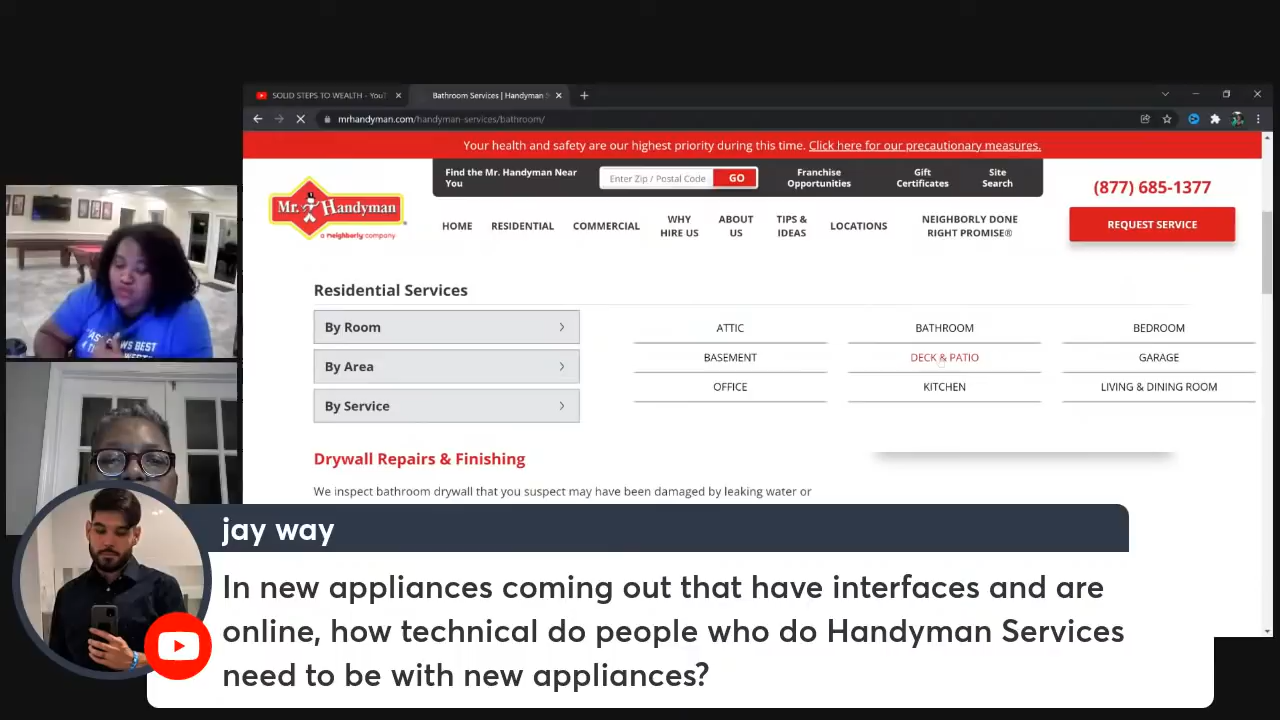 SOLID STEPS TO WEALTH - YouT
Bathroom Services | Handyman S
mrhandyman.com/handyman-services/bathroom/
Your health and safety are our highest priority during this time. Click here for our precautionary measures.
Find the Mr. Handyman Near
You
Enter Zip / Postal Code
GO
Franchise
Opportunities
Gift
Certificates
Site
Search
(877) 685-1377
Mr. Handyman
a neighborly company
HOME
RESIDENTIAL
COMMERCIAL
WHY
HIRE US
ABOUT
US
TIPS &
IDEAS
LOCATIONS
NEIGHBORLY DONE
RIGHT PROMISE®
REQUEST SERVICE
Residential Services
By Room
By Area
By Service
ATTIC
BATHROOM
BEDROOM
BASEMENT
DECK & PATIO
GARAGE
OFFICE
KITCHEN
LIVING & DINING ROOM
Drywall Repairs & Finishing
We inspect bathroom drywall that you suspect may have been damaged by leaking water or
jay way
In new appliances coming out that have interfaces and are
online, how technical do people who do Handyman Services
need to be with new appliances?